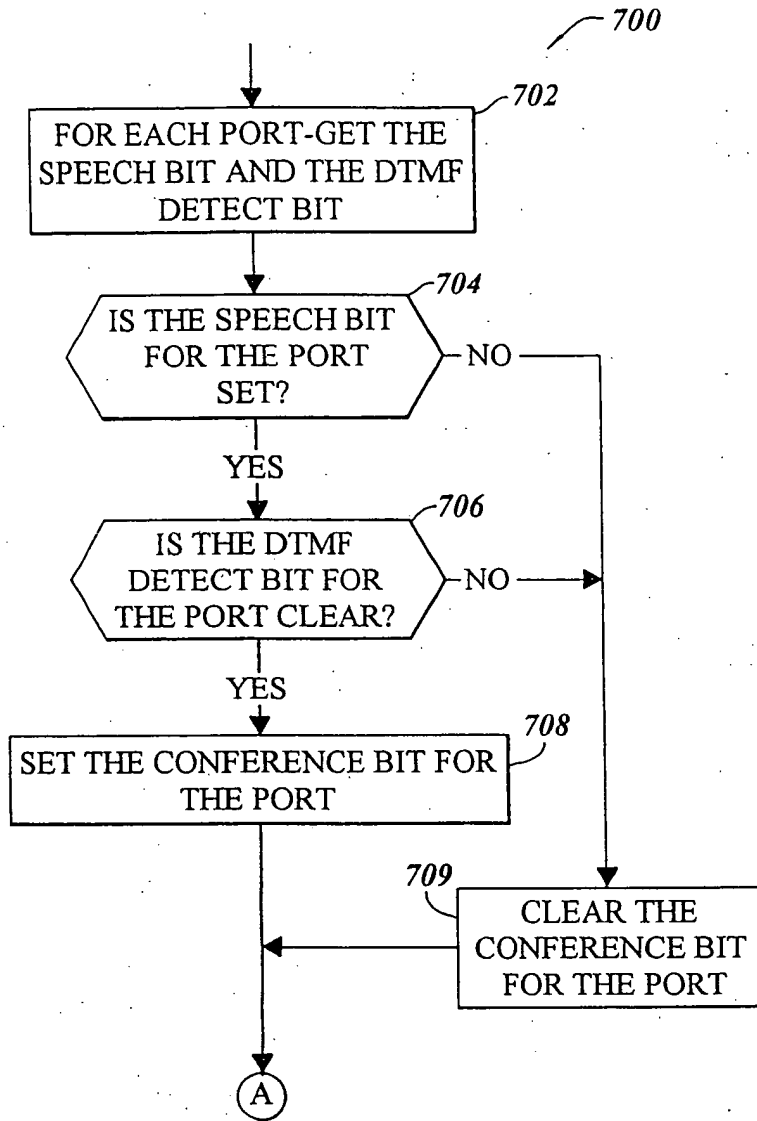 700
702
FOR EACH PORT-GET THE
SPEECH BIT AND THE DTMF
DETECT BIT
704
IS THE SPEECH BIT
FOR THE PORT
SET?
NO
YES
706
IS THE DTMF
DETECT BIT FOR
THE PORT CLEAR?
NO
YES
708
SET THE CONFERENCE BIT FOR
THE PORT
709
CLEAR THE
CONFERENCE BIT
FOR THE PORT
A